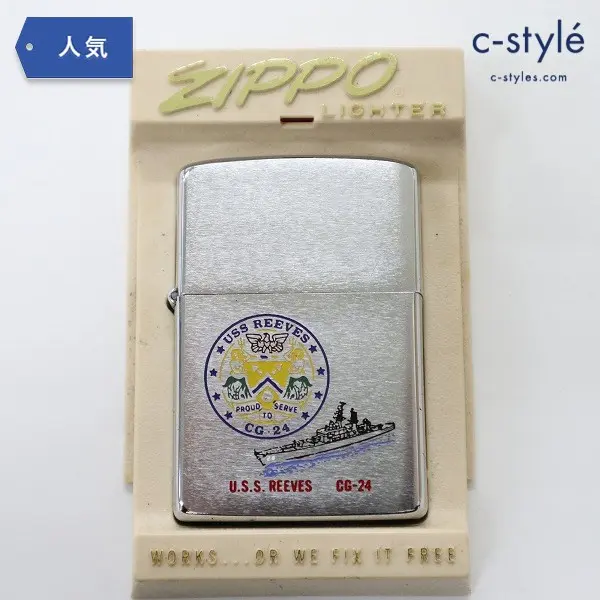 人気
c-stylé
c-styles.com
ZIPPO
LIGHTER
USS REEVES
PROUD TO SERVE
CG-24
U.S.S. REEVES CG-24
WORKS...OR WE FIX IT FREE